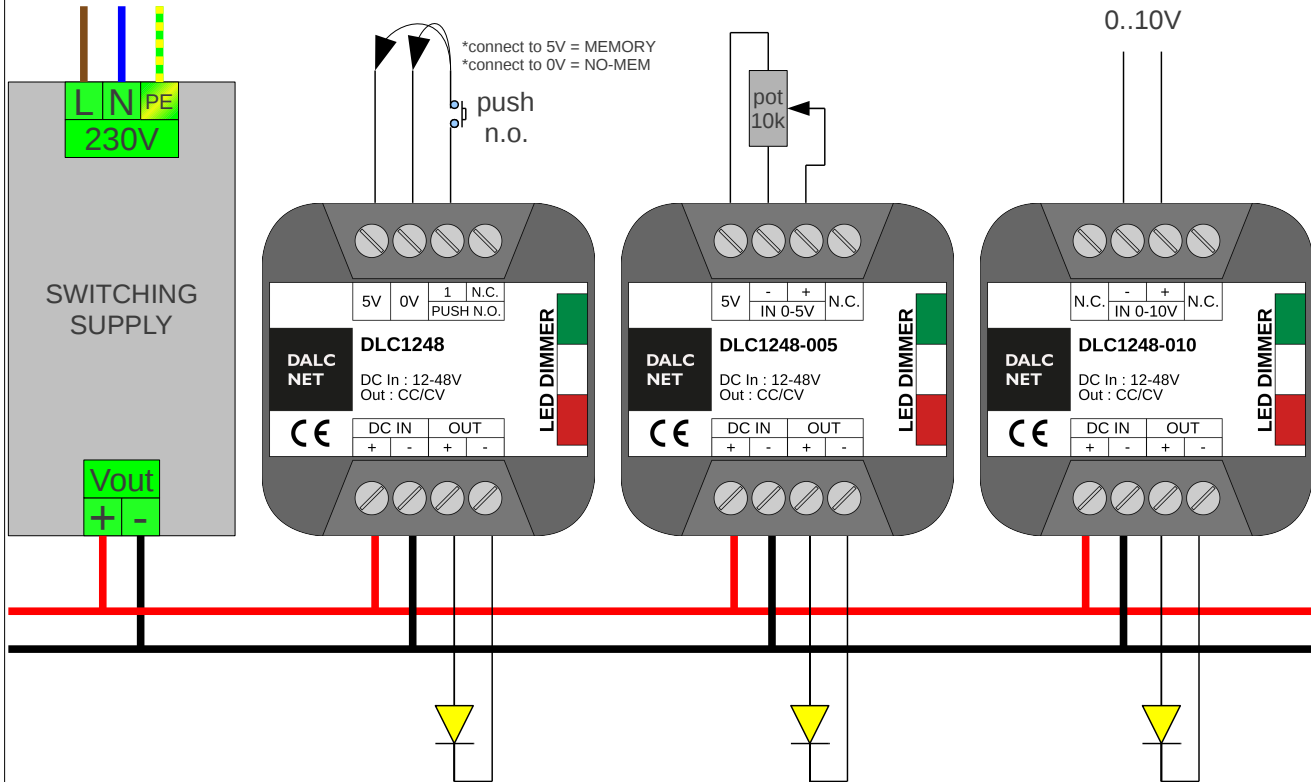 L N PE
230V
SWITCHING
SUPPLY
Vout
+ -
*connect to 5V = MEMORY
*connect to 0V = NO-MEM
push
n.o.
5V 0V 1 N.C.
PUSH N.O.
DALC
NET
DLC1248
DC In : 12-48V
Out : CC/CV
LED DIMMER
CE
DC IN OUT
+ - + -
pot
10k
5V - + N.C.
IN 0-5V
DALC
NET
DLC1248-005
DC In : 12-48V
Out : CC/CV
LED DIMMER
CE
DC IN OUT
+ - + -
0..10V
N.C. - + N.C.
IN 0-10V
DALC
NET
DLC1248-010
DC In : 12-48V
Out : CC/CV
LED DIMMER
CE
DC IN OUT
+ - + -